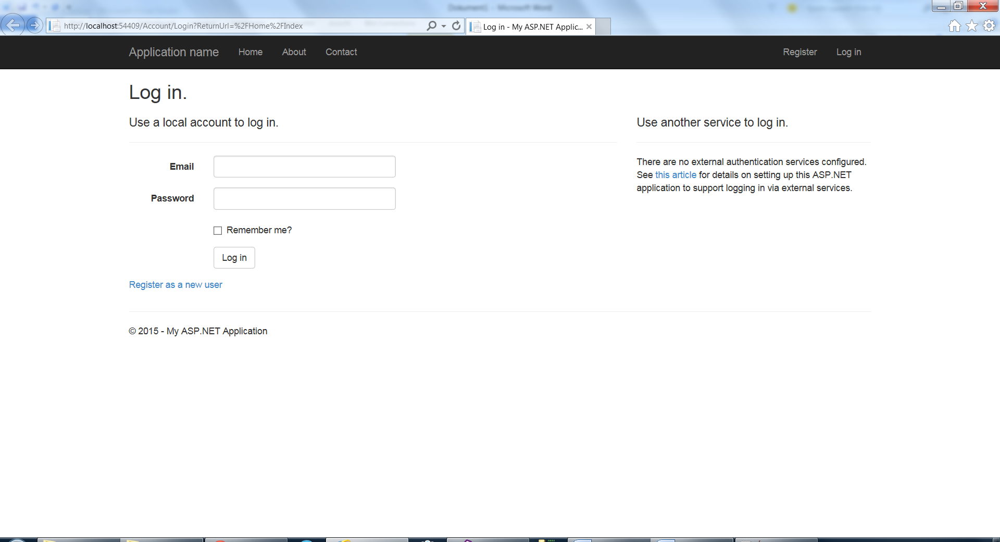 Dokument1 - Microsoft Word
http://localhost:54409/Account/Login?ReturnUrl=%2FHome%2FIndex
Log in - My ASP.NET Applic...
Application name Home About Contact Register Log in
Log in.
Use a local account to log in.
Email
Password
Remember me?
Log in
Register as a new user
Use another service to log in.
There are no external authentication services configured.
See this article for details on setting up this ASP.NET
application to support logging in via external services.
© 2015 - My ASP.NET Application